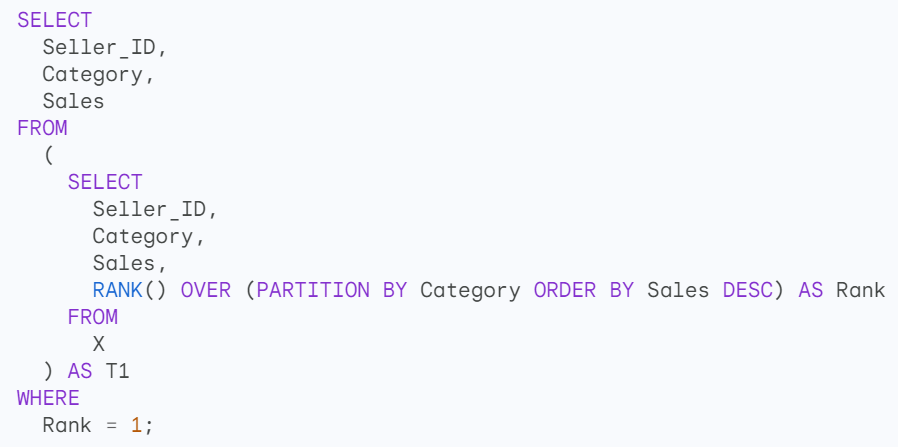 SELECT
Seller_ID,
Category,
Sales
FROM
(
SELECT
Seller_ID,
Category,
Sales,
RANK() OVER (PARTITION BY Category ORDER BY Sales DESC) AS Rank
FROM
X
) AS T1
WHERE
Rank = 1;